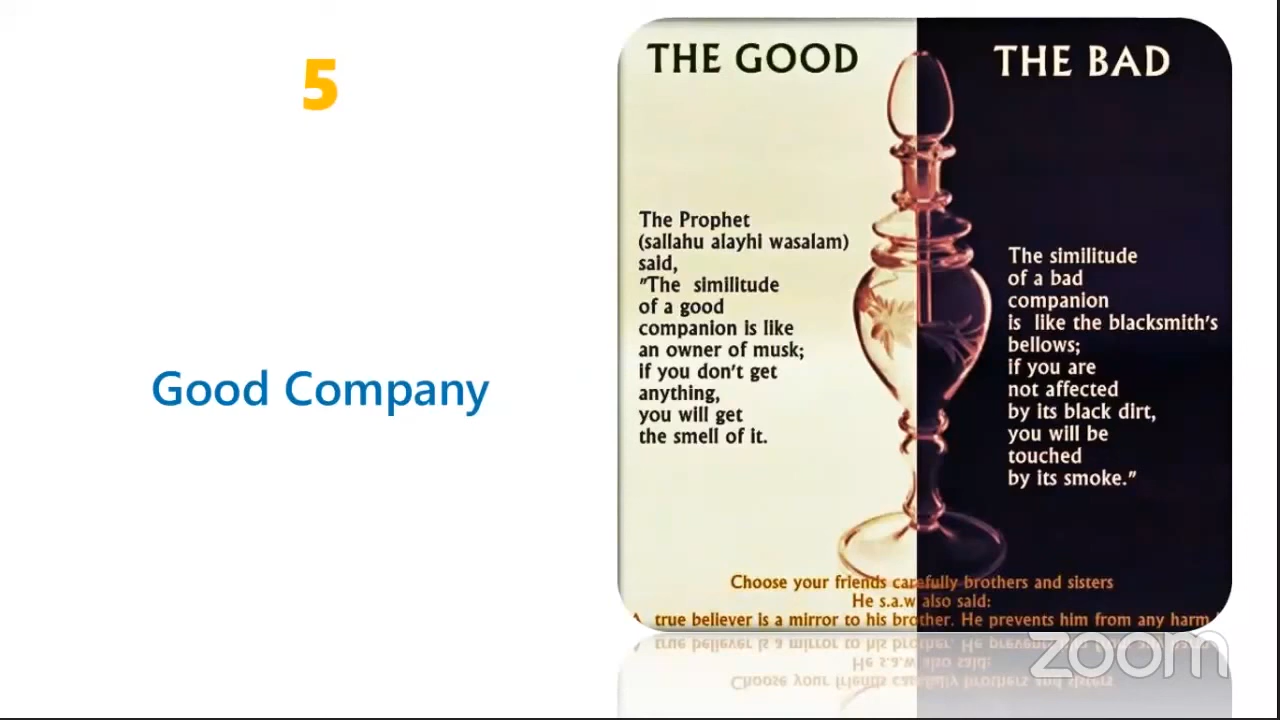 5
Good Company
THE GOOD
The Prophet
(sallahu alayhi wasalam)
said,
"The similitude
of a good
companion is like
an owner of musk;
if you don't get
anything,
you will get
the smell of it.
THE BAD
The similitude
of a bad
companion
is like the blacksmith's
bellows;
if you are
not affected
by its black dirt,
you will be
touched
by its smoke."
Choose your friends carefully brothers and sisters
He s.a.w also said:
A true believer is a mirror to his brother. He prevents him from any harm
zoom